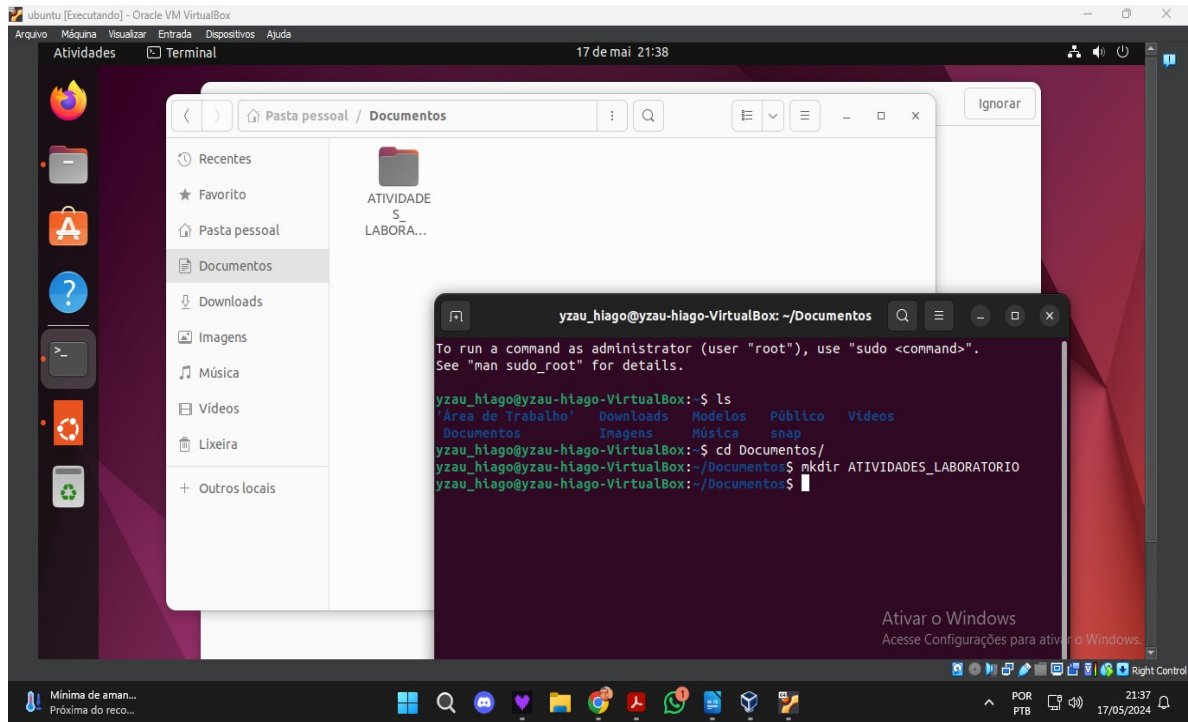 ubuntu [Executando] - Oracle VM VirtualBox
Arquivo Máquina Visualizar Entrada Dispositivos Ajuda
Atividades Terminal 17 de mai 21:38
Ignorar
Pasta pessoal / Documentos
Recentes
Favorito
Pasta pessoal
Documentos
Downloads
Imagens
Música
Vídeos
Lixeira
+ Outros locais
ATIVIDADE
S_
LABORA...
yzau_hiago@yzau-hiago-VirtualBox: ~/Documentos
To run a command as administrator (user "root"), use "sudo <command>".
See "man sudo_root" for details.
yzau_hiago@yzau-hiago-VirtualBox:~$ ls
'Área de Trabalho' Downloads Modelos Público Vídeos
Documentos Imagens Música snap
yzau_hiago@yzau-hiago-VirtualBox:~$ cd Documentos/
yzau_hiago@yzau-hiago-VirtualBox:~/Documentos$ mkdir ATIVIDADES_LABORATORIO
yzau_hiago@yzau-hiago-VirtualBox:~/Documentos$
Ativar o Windows
Acesse Configurações para ativar o Windows.
Right Control
Mínima de aman...
Próxima do reco...
POR
PTB
21:37
17/05/2024